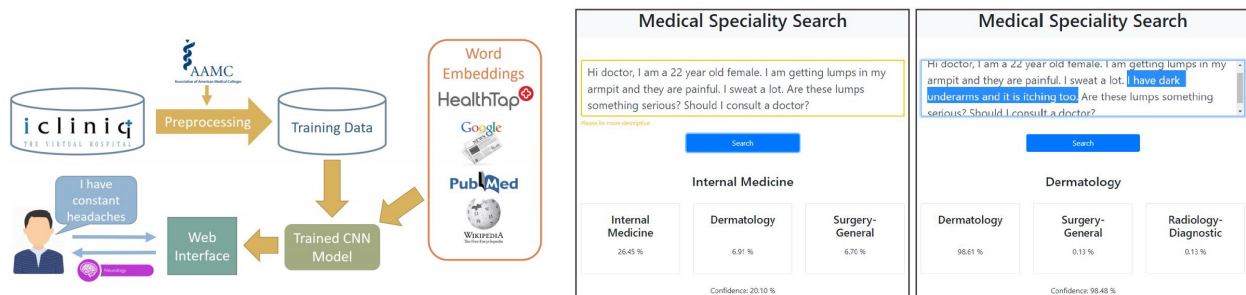 AAMC
Association of American Medical Colleges
icliniq
THE VIRTUAL HOSPITAL
Preprocessing
Training Data
Word
Embeddings
HealthTap
Google
NEWS
PubMed
WIKIPEDIA
The Free Encyclopedia
I have
constant
headaches
Neurology
Web
Interface
Trained CNN
Model
Medical Speciality Search
Hi doctor, I am a 22 year old female. I am getting lumps in my
armpit and they are painful. I sweat a lot. Are these lumps
something serious? Should I consult a doctor?
Please be more descriptive
Search
Internal Medicine
Internal
Medicine
26.45 %
Dermatology
6.91 %
Surgery-
General
6.70 %
Confidence: 20.10 %
Medical Speciality Search
Hi doctor, I am a 22 year old female. I am getting lumps in my
armpit and they are painful. I sweat a lot. I have dark
underarms and it is itching too. Are these lumps something
serious? Should I consult a doctor?
Search
Dermatology
Dermatology
98.61 %
Surgery-
General
0.13 %
Radiology-
Diagnostic
0.13 %
Confidence: 98.48 %